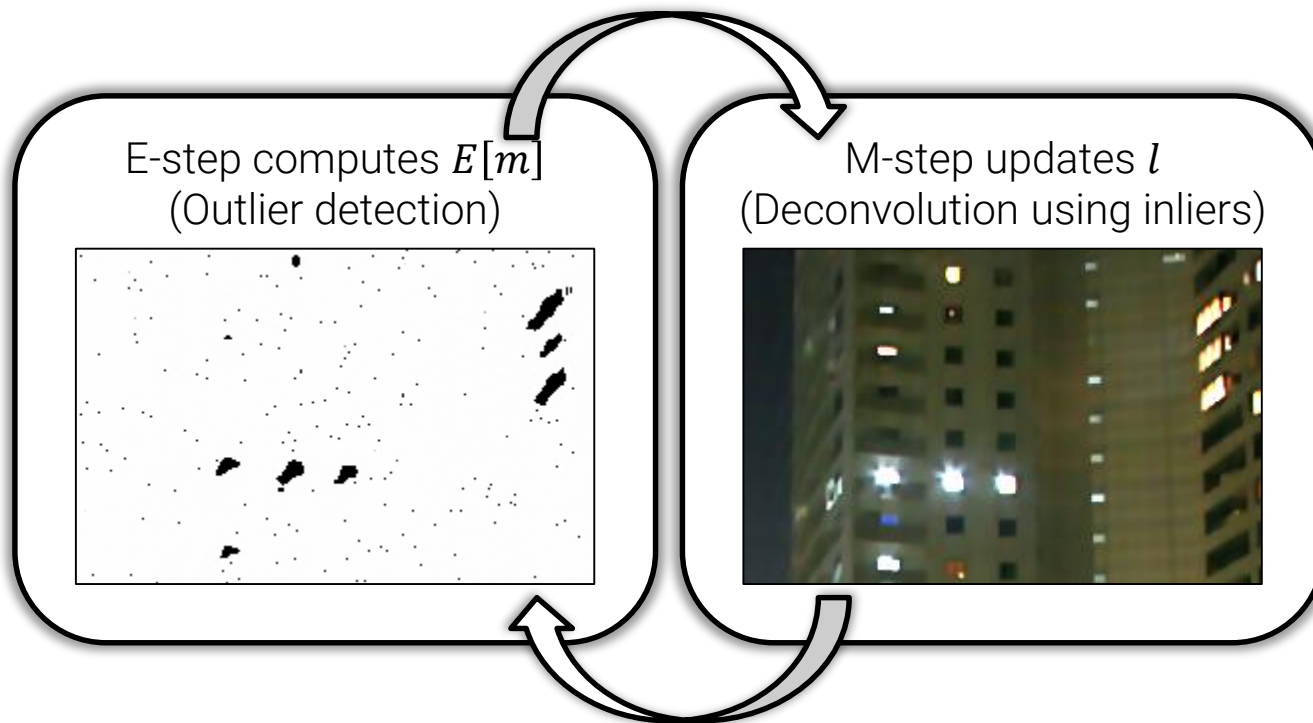 E-step computes E[m]
(Outlier detection)
M-step updates l
(Deconvolution using inliers)